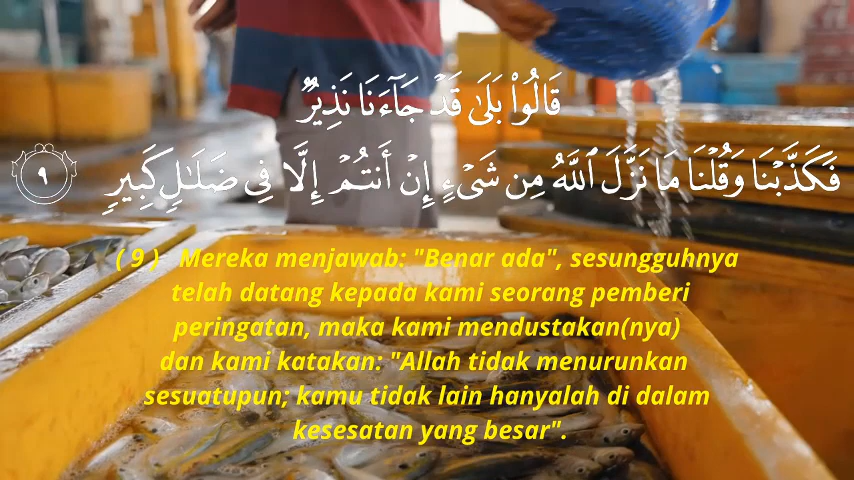 قَالُوا۟ بَلَىٰ قَدْ جَآءَنَا نَذِيرٌۭ
فَكَذَّبْنَا وَقُلْنَا مَا نَزَّلَ ٱللَّهُ مِن شَىْءٍ إِنْ أَنتُمْ إِلَّا فِى ضَلَـٰلٍۢ كَبِيرٍۢ ٩
( 9 ) Mereka menjawab: "Benar ada", sesungguhnya
telah datang kepada kami seorang pemberi
peringatan, maka kami mendustakan(nya)
dan kami katakan: "Allah tidak menurunkan
sesuatupun; kamu tidak lain hanyalah di dalam
kesesatan yang besar".